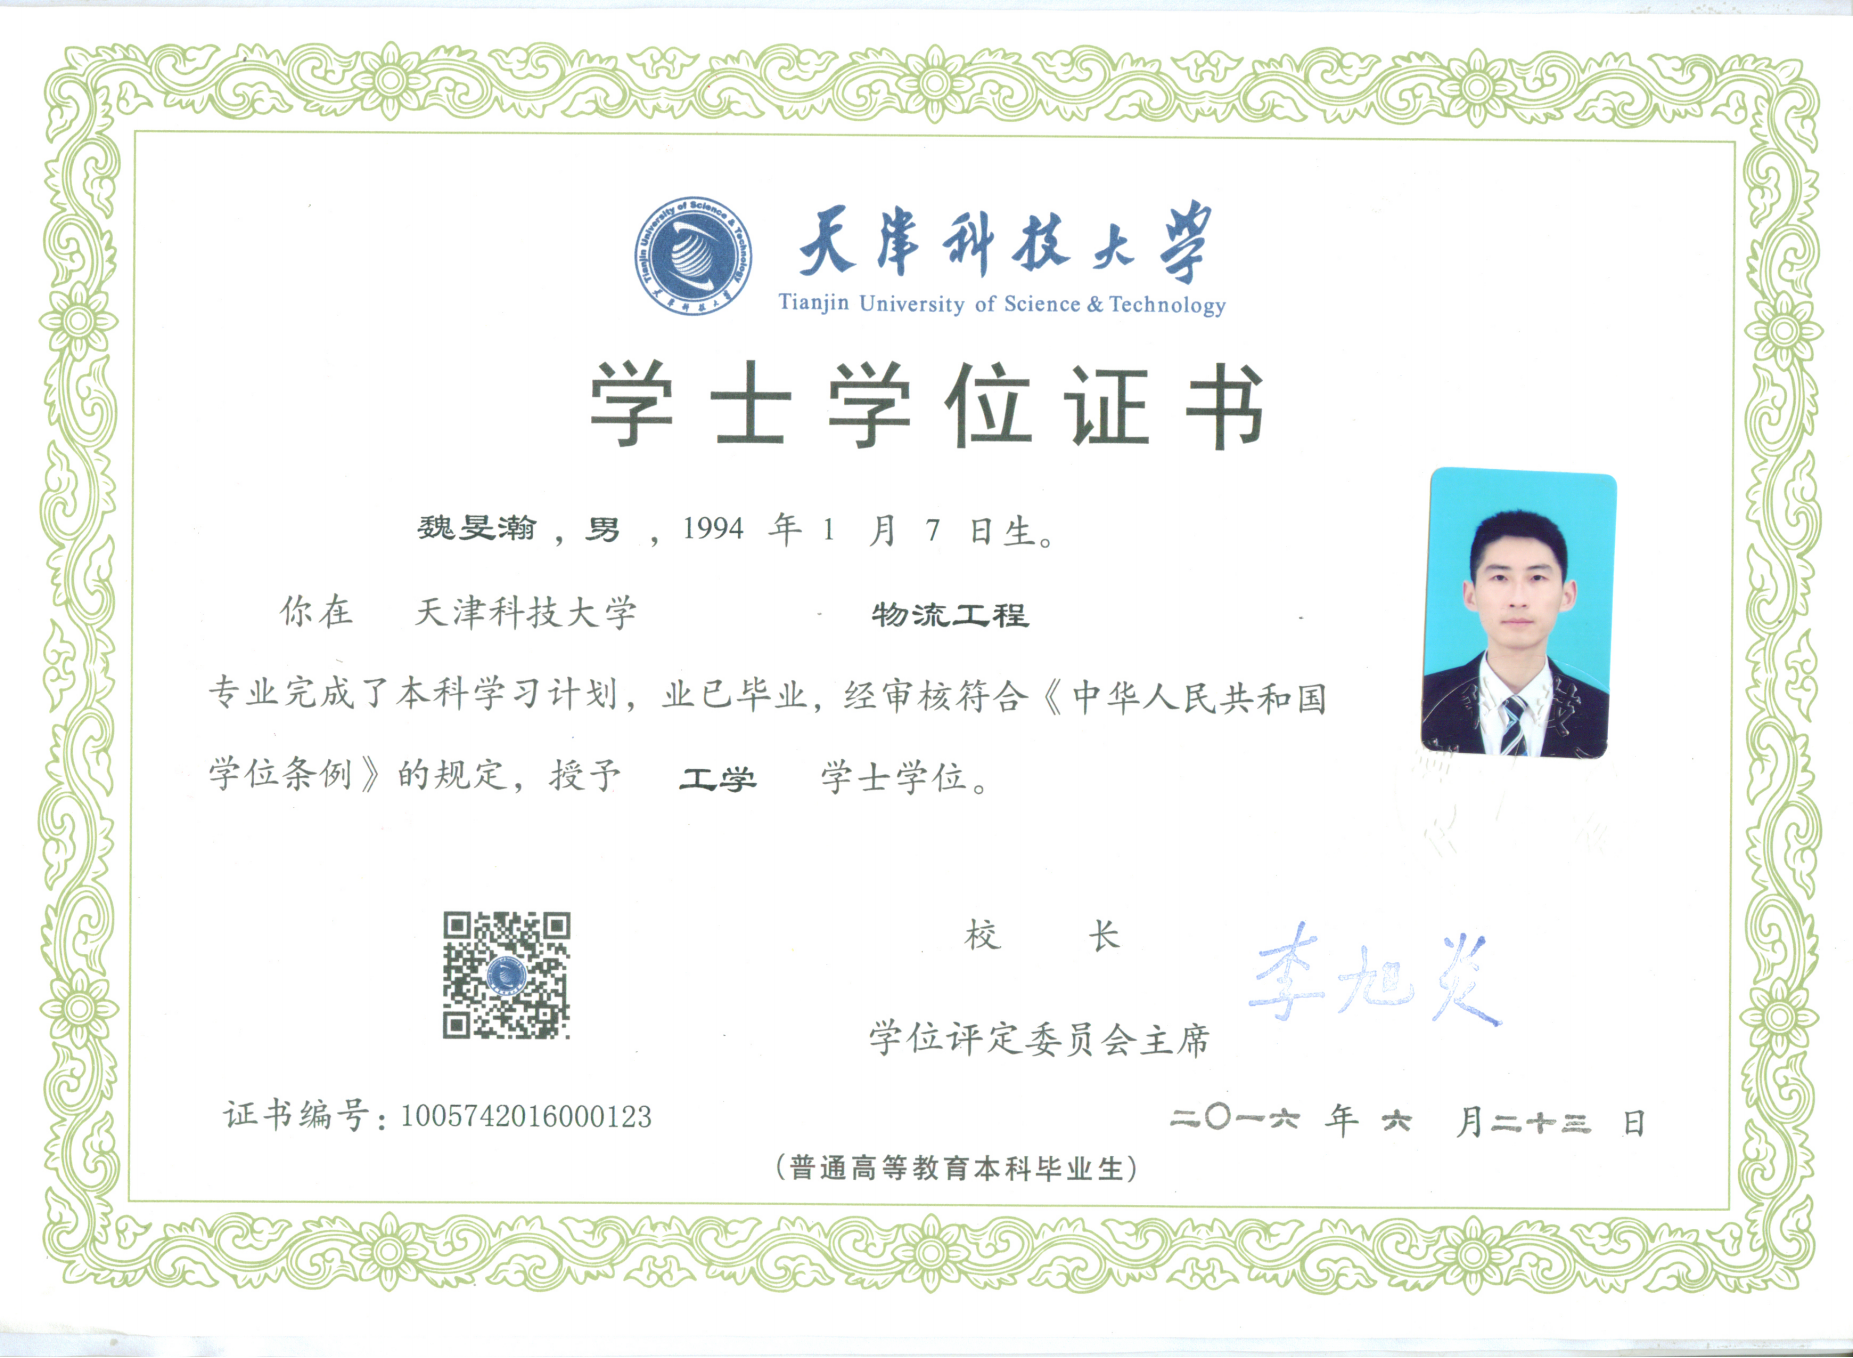 天津科技大学
Tianjin University of Science & Technology
Tianjin University of Science & Technology
天津科技大学
学士学位证书
魏旻瀚，男，1994 年 1 月 7 日生。
你在 天津科技大学 物流工程
专业完成了本科学习计划，业已毕业，经审核符合《中华人民共和国
学位条例》的规定，授予 工学 学士学位。
校 长
李旭炎
学位评定委员会主席
证书编号：1005742016000123
二〇一六 年 六 月二十三 日
（普通高等教育本科毕业生）